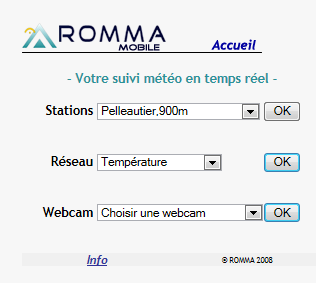 ROMMA
MOBILE
Accueil
- Votre suivi météo en temps réel -
Stations Pelleautier,900m OK
Réseau Température OK
Webcam Choisir une webcam OK
Info © ROMMA 2008